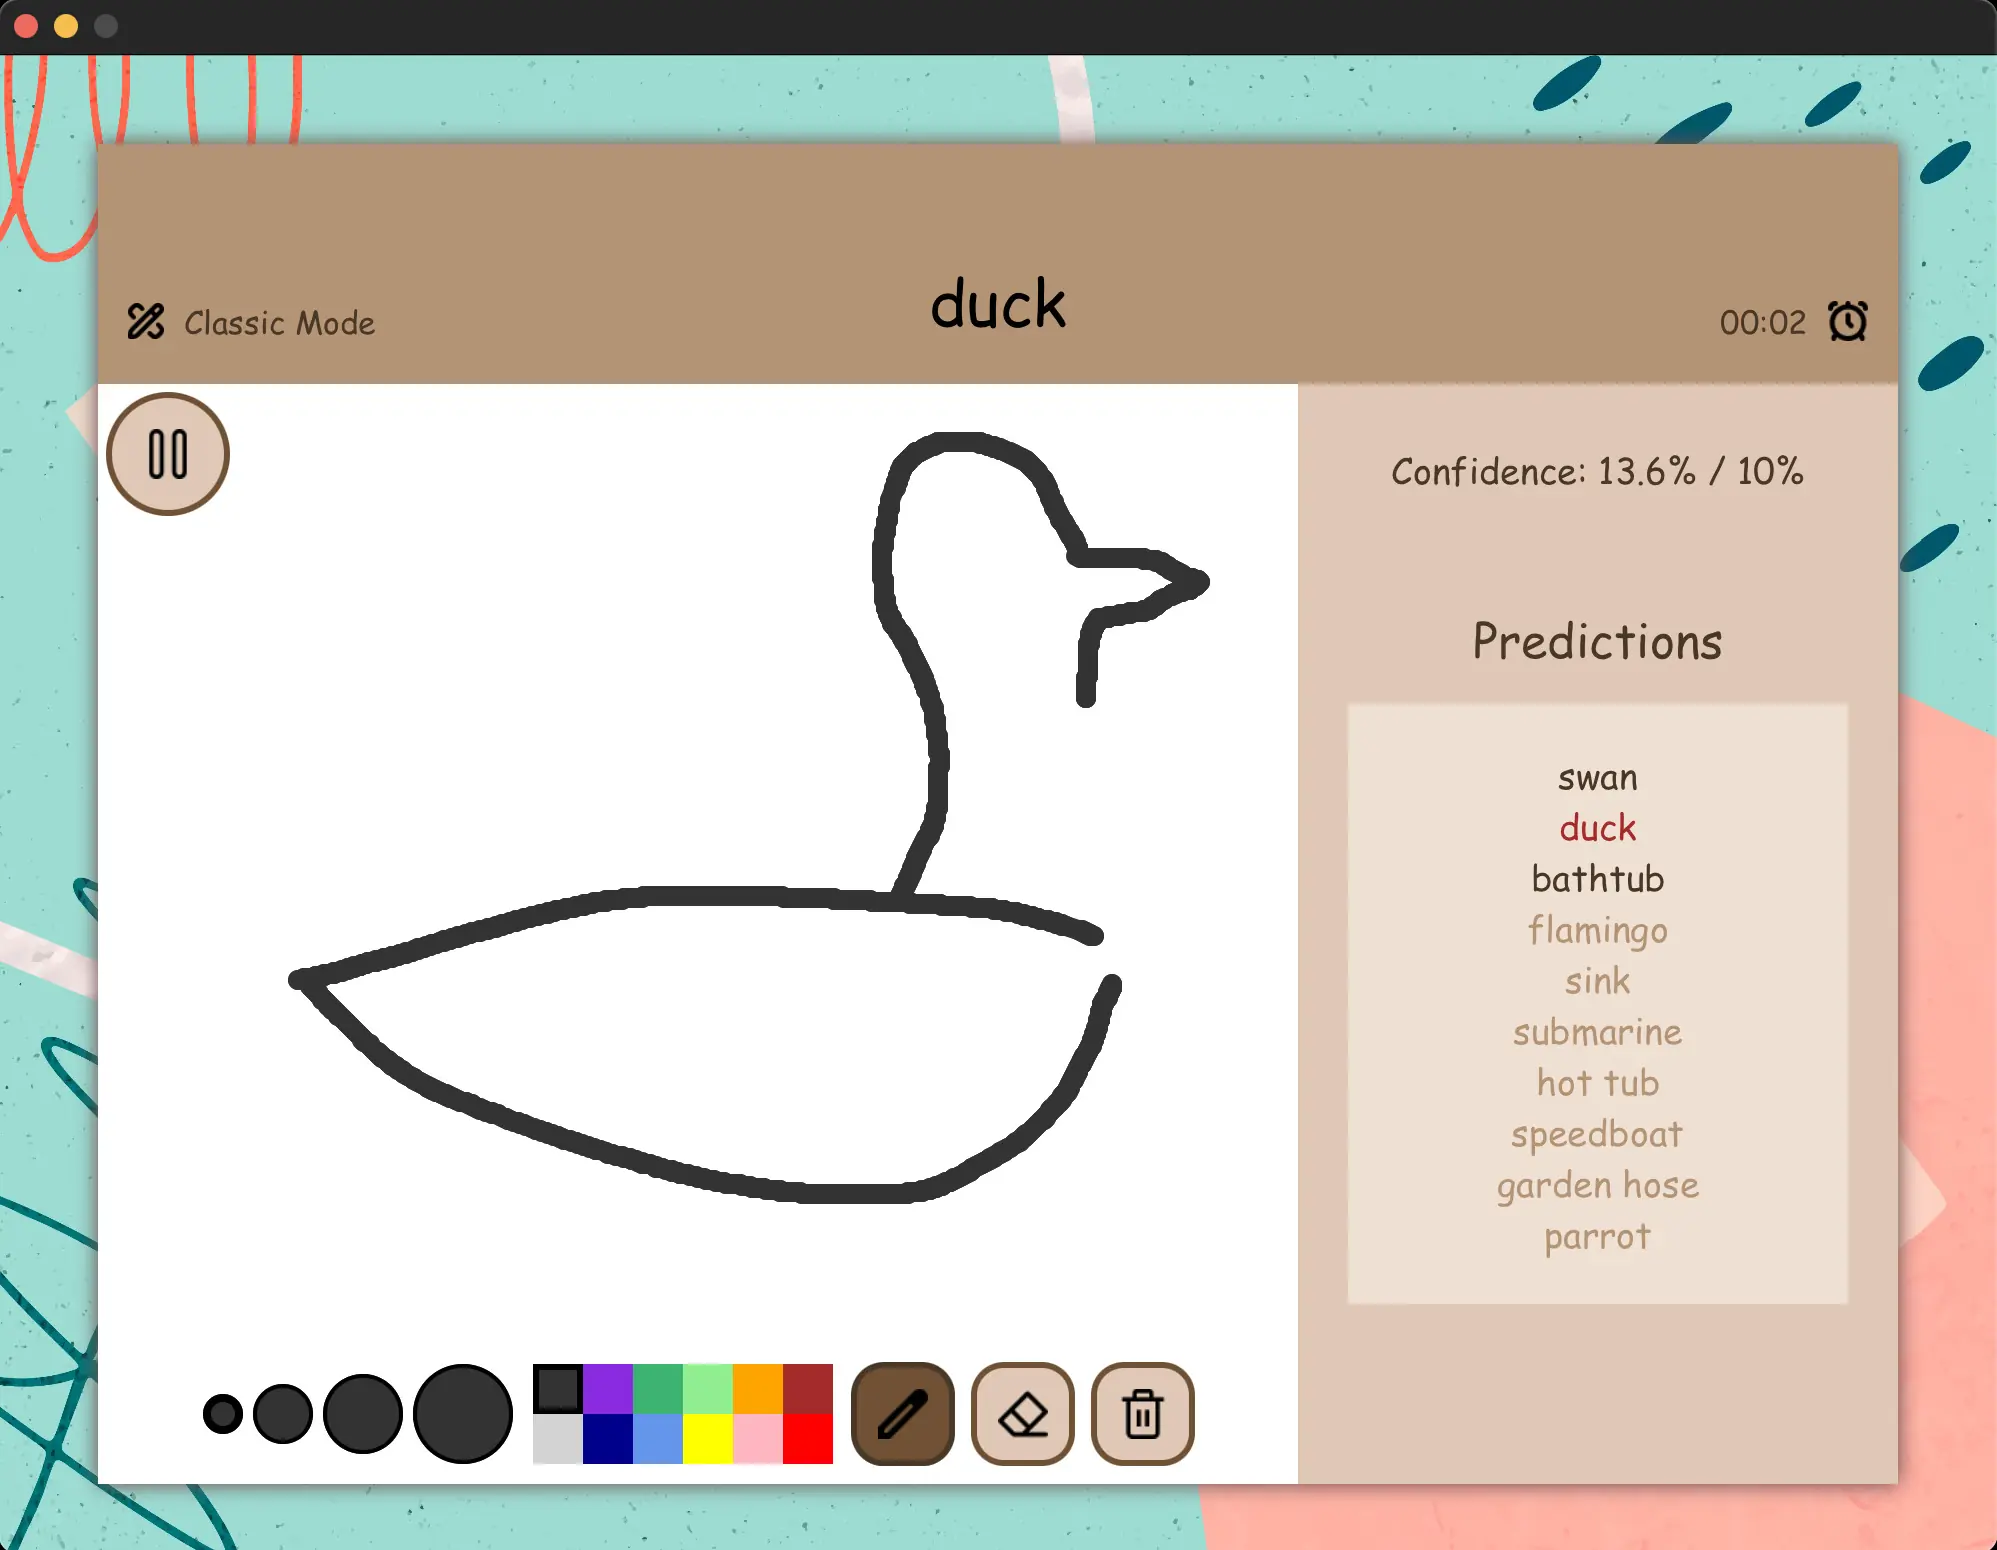 duck
Classic Mode
00:02
Confidence: 13.6% / 10%
Predictions
swan
duck
bathtub
flamingo
sink
submarine
hot tub
speedboat
garden hose
parrot